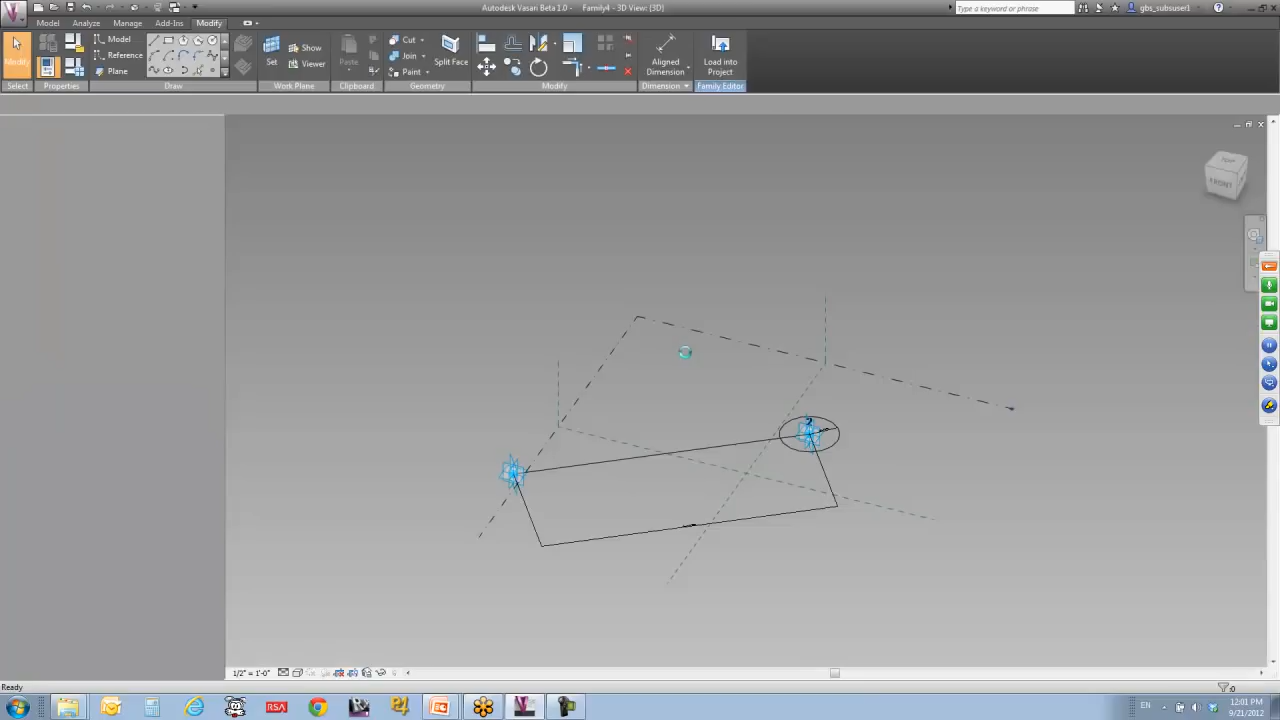 Autodesk Vasari Beta 1.0 - Family4 - 3D View: {3D}
Type a keyword or phrase
gbs_subsuser1
Model Analyze Manage Add-Ins Modify
Modify
Model
Reference
Plane
Set
Show
Viewer
Paste
Cut
Join
Paint
Split Face
Aligned
Dimension
Load into
Project
Select Properties Draw Work Plane Clipboard Geometry Modify Dimension Family Editor
FRONT
2
1/2" = 1'-0"
Ready
:0
RSA
EN
12:01 PM
9/21/2012